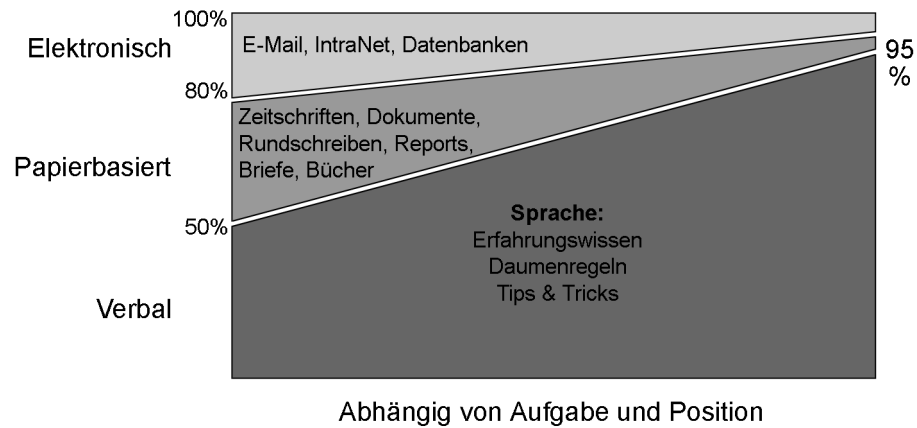 100%
Elektronisch
E-Mail, IntraNet, Datenbanken
95
%
80%
Zeitschriften, Dokumente,
Rundschreiben, Reports,
Briefe, Bücher
Papierbasiert
50%
Sprache:
Erfahrungswissen
Daumenregeln
Tips & Tricks
Verbal
Abhängig von Aufgabe und Position